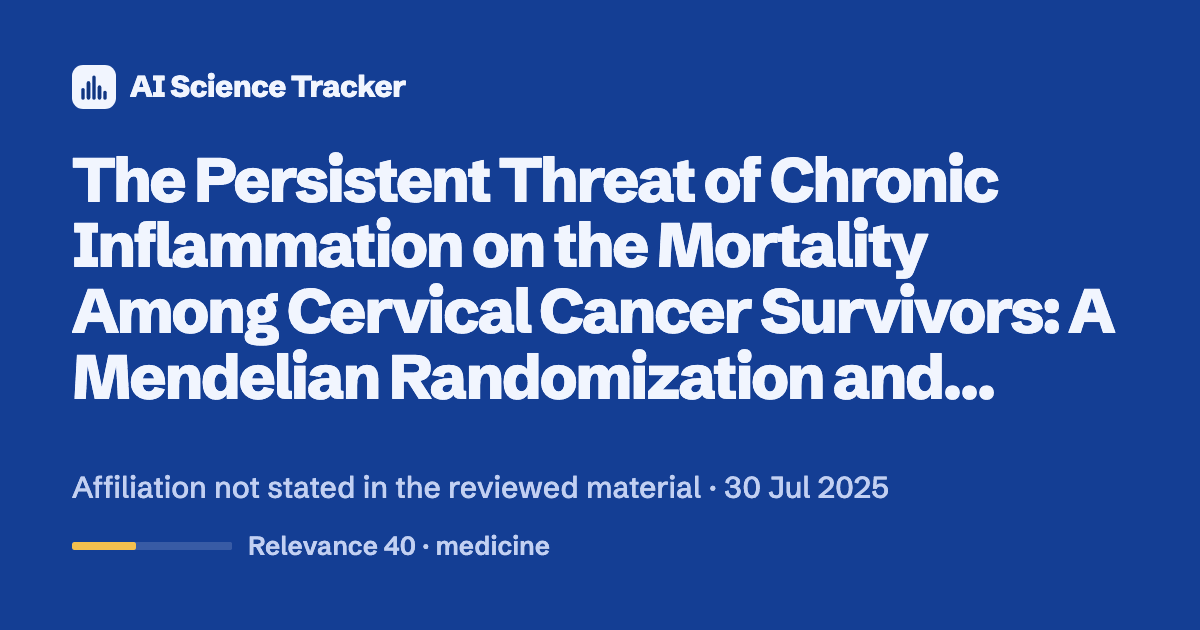 AI Science Tracker
The Persistent Threat of Chronic
Inflammation on the Mortality
Among Cervical Cancer Survivors: A
Mendelian Randomization and...
Affiliation not stated in the reviewed material · 30 Jul 2025
Relevance 40 · medicine